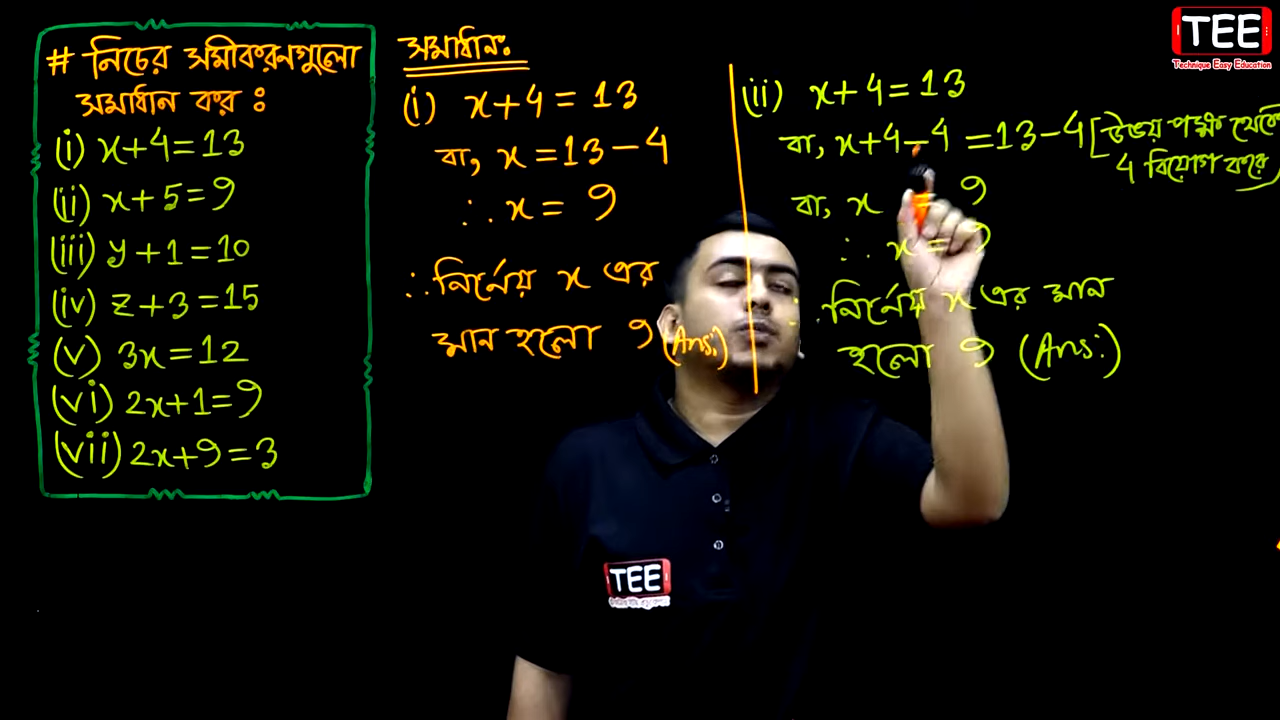 # নিচের সমীকরণগুলো
সমাধান কর :
(i) x+4=13
(ii) x+5=9
(iii) y+1=10
(iv) z+3=15
(v) 3x=12
(vi) 2x+1=9
(vii) 2x+9=3
সমাধান:
(i) x+4=13
বা, x=13-4
∴ x= 9
∴ নির্নেয় x এর
মান হলো 9 (Ans:)
(ii) x+4=13
বা, x+4-4 =13-4 [উভয় পক্ষ থেকে
4 বিয়োগ করে
বা, x = 9
∴ x = 9
∴ নির্নেয় x এর মান
হলো 9 (Ans:)
TEE
Technique Easy Education
TEE